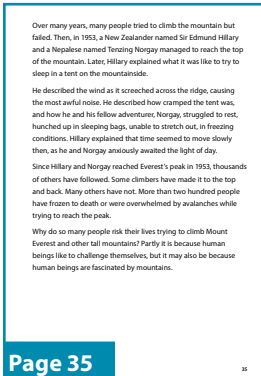 Over many years, many people tried to climb the mountain but
failed. Then, in 1953, a New Zealander named Sir Edmund Hillary
and a Nepalese named Tenzing Norgay managed to reach the top
of the mountain. Later, Hillary explained what it was like to try to
sleep in a tent on the mountainside.
He described the wind as it screeched across the ridge, causing
the most awful noise. He described how cramped the tent was,
and how he and his fellow adventurer, Norgay, struggled to rest,
hunched up in sleeping bags, unable to stretch out, in freezing
conditions. Hillary explained that time seemed to move slowly
then, as he and Norgay anxiously awaited the light of day.
Since Hillary and Norgay reached Everest's peak in 1953, thousands
of others have followed. Some climbers have made it to the top
and back. Many others have not. More than two hundred people
have frozen to death or were overwhelmed by avalanches while
trying to reach the peak.
Why do so many people risk their lives trying to climb Mount
Everest and other tall mountains? Partly it is because human
beings like to challenge themselves, but it may also be because
human beings are fascinated by mountains.
Page 35
35